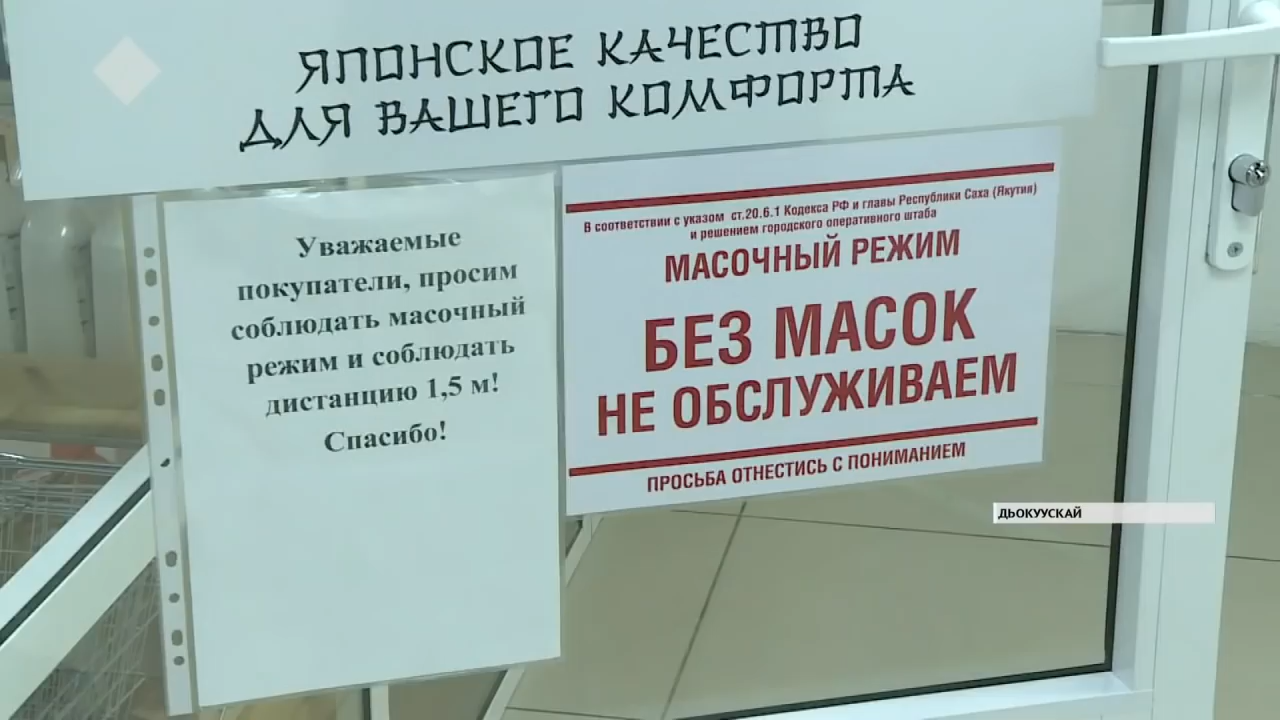 ЯПОНСКОЕ КАЧЕСТВО
ДЛЯ ВАШЕГО КОМФОРТА
Уважаемые
покупатели, просим
соблюдать масочный
режим и соблюдать
дистанцию 1,5 м!
Спасибо!
В соответствии с указом ст.20.6.1 Кодекса РФ и главы Республики Саха (Якутия)
и решением городского оперативного штаба
МАСОЧНЫЙ РЕЖИМ
БЕЗ МАСОК
НЕ ОБСЛУЖИВАЕМ
ПРОСЬБА ОТНЕСТИСЬ С ПОНИМАНИЕМ
ДЬОКУУСКАЙ